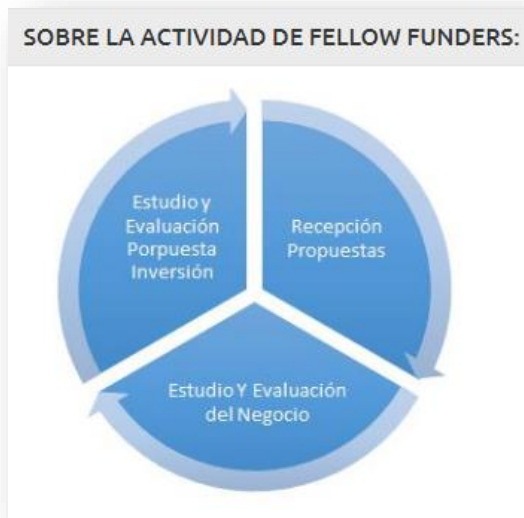 SOBRE LA ACTIVIDAD DE FELLOW FUNDERS:
Estudio y
Evaluación
Porpuesta
Inversión
Recepción
Propuestas
Estudio Y Evaluación
del Negocio